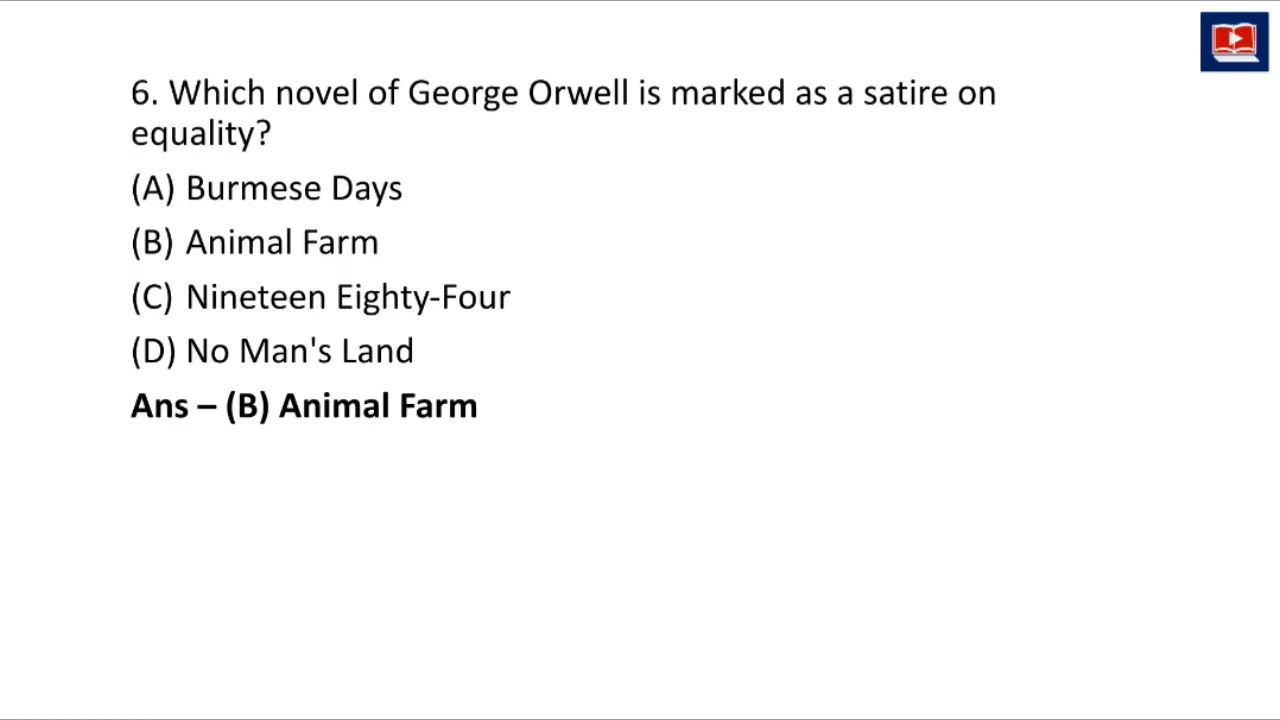 6. Which novel of George Orwell is marked as a satire on
equality?
(A) Burmese Days
(B) Animal Farm
(C) Nineteen Eighty-Four
(D) No Man's Land
Ans – (B) Animal Farm